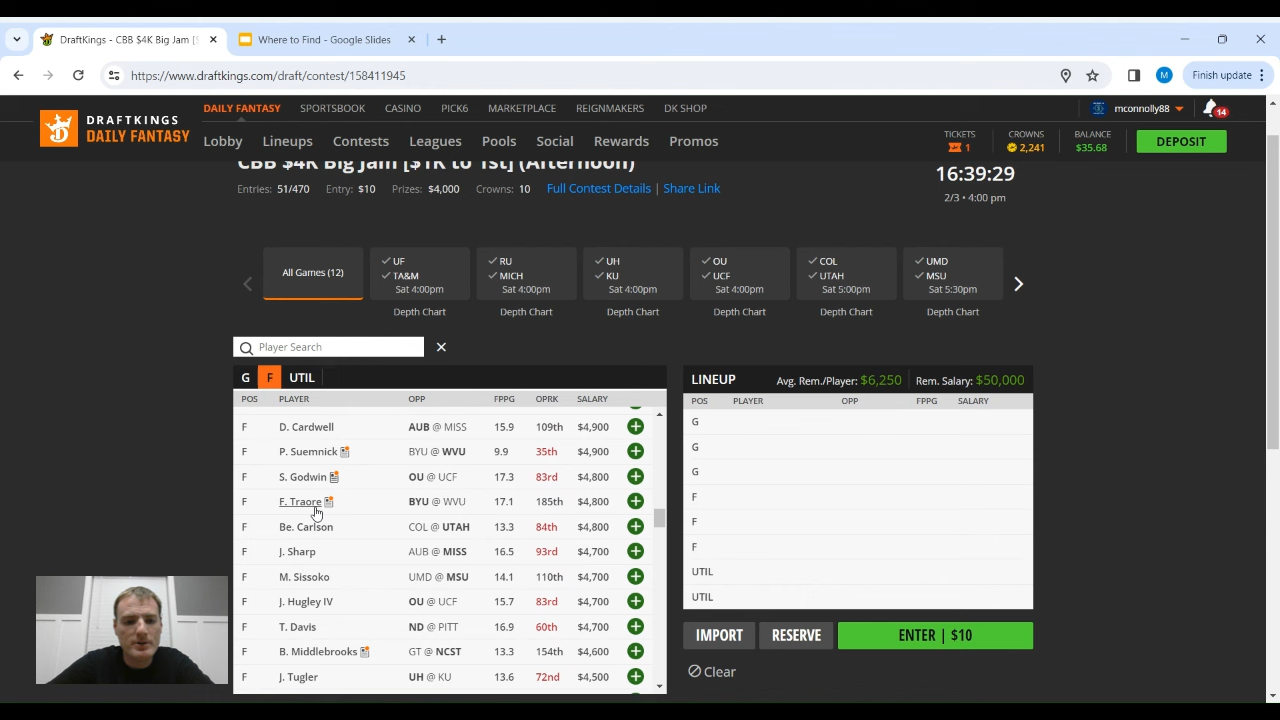 DraftKings - CBB $4K Big Jam [$
Where to Find - Google Slides
https://www.draftkings.com/draft/contest/158411945
M
Finish update
DRAFTKINGS
DAILY FANTASY
DAILY FANTASY SPORTSBOOK CASINO PICK6 MARKETPLACE REIGNMAKERS DK SHOP
mconnolly88
14
Lobby Lineups Contests Leagues Pools Social Rewards Promos
TICKETS CROWNS BALANCE
1 2,241 $35.68
DEPOSIT
CBB $4K Big Jam [$1K to 1st] (Afternoon)
Entries: 51/470 Entry: $10 Prizes: $4,000 Crowns: 10 Full Contest Details | Share Link
16:39:29
2/3 • 4:00 pm
All Games (12)
UF
TA&M
Sat 4:00pm
Depth Chart
RU
MICH
Sat 4:00pm
Depth Chart
UH
KU
Sat 4:00pm
Depth Chart
OU
UCF
Sat 4:00pm
Depth Chart
COL
UTAH
Sat 5:00pm
Depth Chart
UMD
MSU
Sat 5:30pm
Depth Chart
Player Search
G F UTIL
POS PLAYER OPP FPPG OPRK SALARY
F D. Cardwell AUB @ MISS 15.9 109th $4,900
F P. Suemnick BYU @ WVU 9.9 35th $4,900
F S. Godwin OU @ UCF 17.3 83rd $4,800
F F. Traore BYU @ WVU 17.1 185th $4,800
F Be. Carlson COL @ UTAH 13.3 84th $4,800
F J. Sharp AUB @ MISS 16.5 93rd $4,700
F M. Sissoko UMD @ MSU 14.1 110th $4,700
F J. Hugley IV OU @ UCF 15.7 83rd $4,700
F T. Davis ND @ PITT 16.9 60th $4,700
F B. Middlebrooks GT @ NCST 13.3 154th $4,600
F J. Tugler UH @ KU 13.6 72nd $4,500
LINEUP Avg. Rem./Player: $6,250 Rem. Salary: $50,000
POS PLAYER OPP FPPG SALARY
G
G
G
F
F
F
UTIL
UTIL
IMPORT RESERVE ENTER | $10
Clear